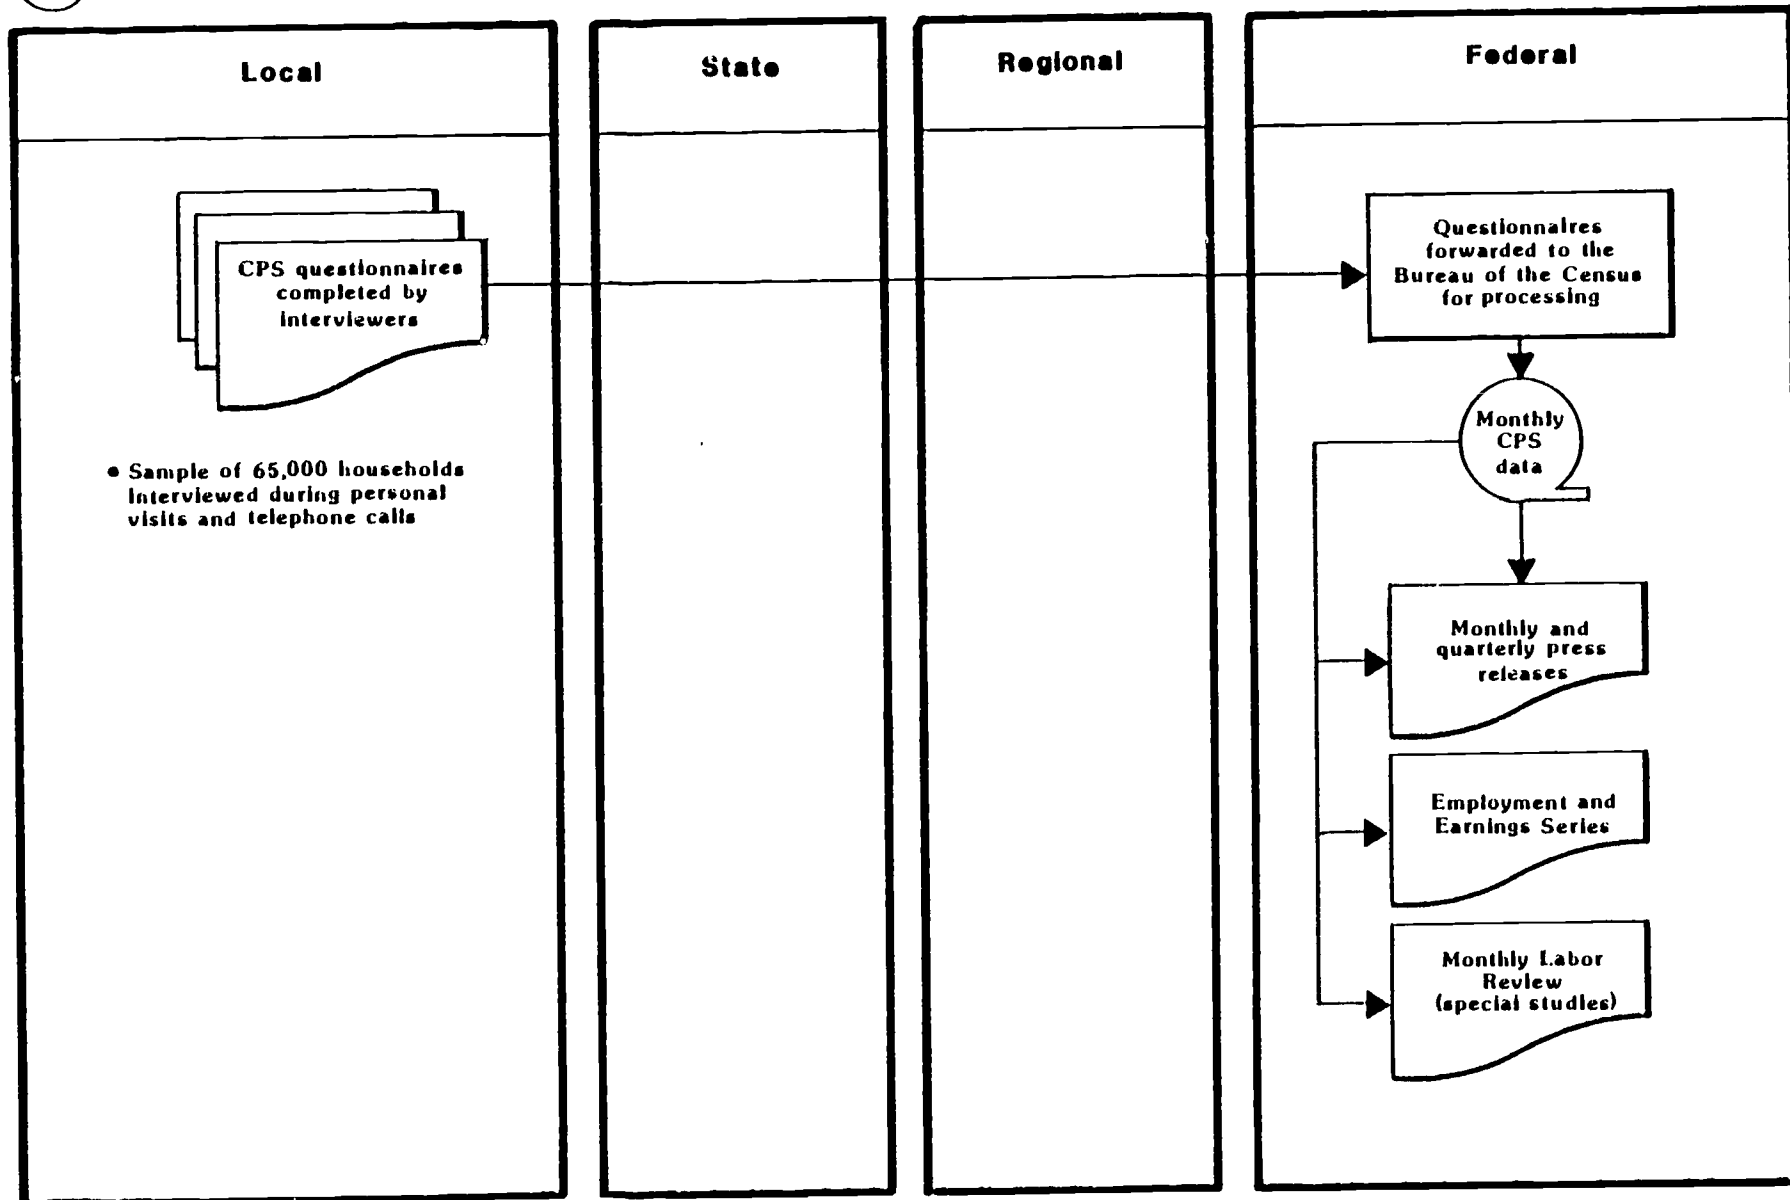 Local
State
Regional
Federal
CPS questionnaires
completed by
interviewers
• Sample of 65,000 households
interviewed during personal
visits and telephone calls
Questionnaires
forwarded to the
Bureau of the Census
for processing
Monthly
CPS
data
Monthly and
quarterly press
releases
Employment and
Earnings Series
Monthly Labor
Review
(special studies)